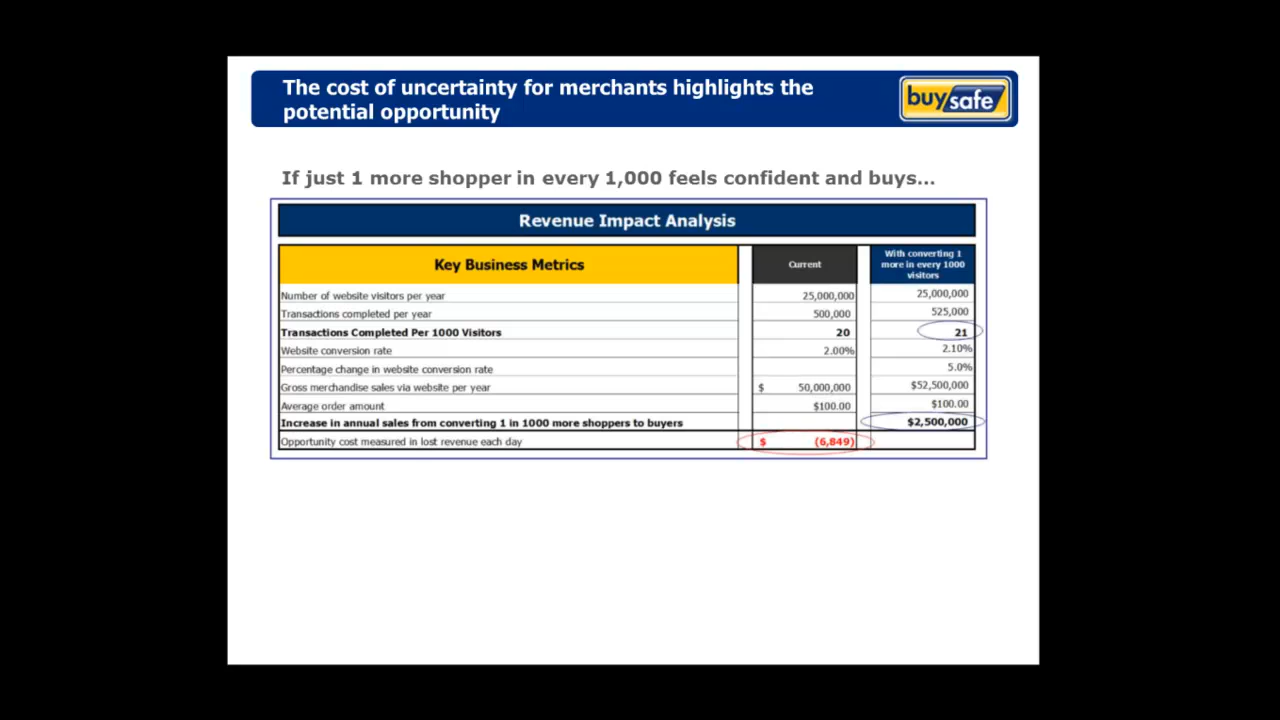 The cost of uncertainty for merchants highlights the
potential opportunity
buySafe
If just 1 more shopper in every 1,000 feels confident and buys...
Revenue Impact Analysis
Key Business Metrics
Current
With converting 1
more in every 1000
visitors
Number of website visitors per year 25,000,000 25,000,000
Transactions completed per year 500,000 525,000
Transactions Completed Per 1000 Visitors 20 21
Website conversion rate 2.00% 2.10%
Percentage change in website conversion rate 5.0%
Gross merchandise sales via website per year $ 50,000,000 $52,500,000
Average order amount $100.00 $100.00
Increase in annual sales from converting 1 in 1000 more shoppers to buyers $2,500,000
Opportunity cost measured in lost revenue each day $ (6,849)